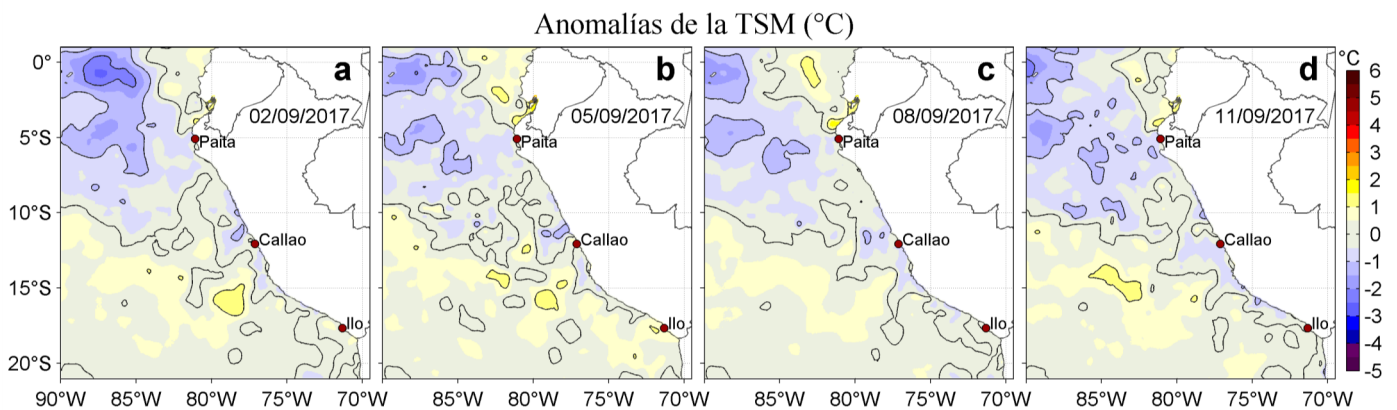 Anomalías de la TSM (°C)
a b c d °C
02/09/2017 05/09/2017 08/09/2017 11/09/2017
Paita Paita Paita Paita
Callao Callao Callao Callao
Ilo Ilo Ilo Ilo
0°
5°S
10°S
15°S
20°S
90°W 85°W 80°W 75°W 70°W 85°W 80°W 75°W 70°W 85°W 80°W 75°W 70°W 85°W 80°W 75°W 70°W
6
5
4
3
2
1
0
-1
-2
-3
-4
-5